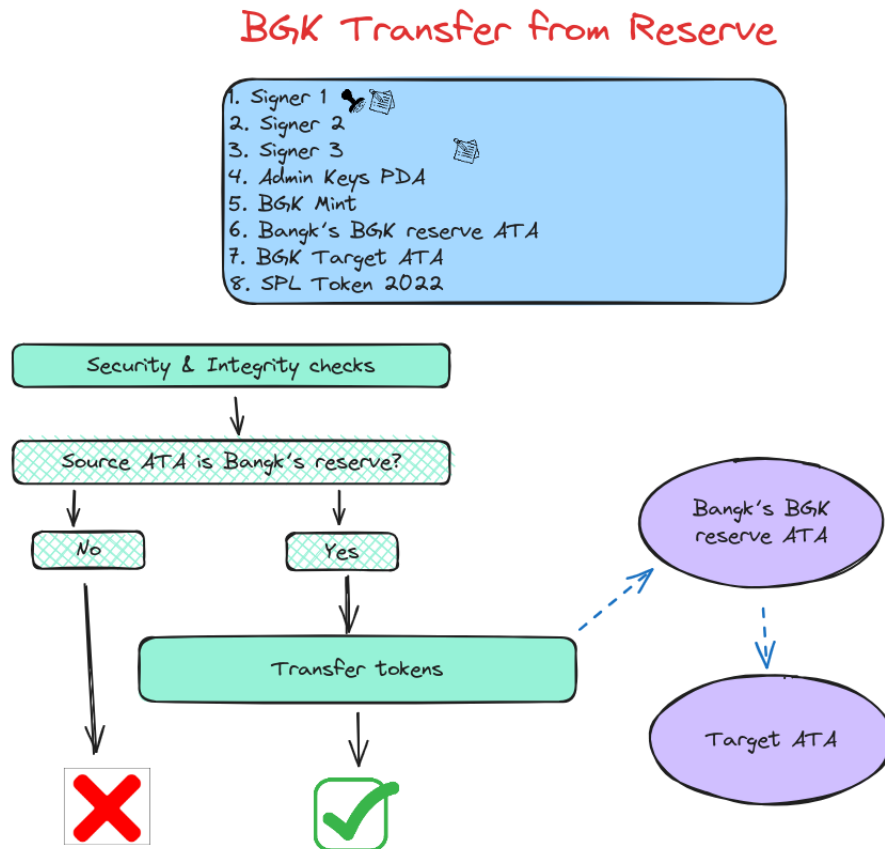 BGK Transfer from Reserve
1. Signer 1
2. Signer 2
3. Signer 3
4. Admin Keys PDA
5. BGK Mint
6. Bangk's BGK reserve ATA
7. BGK Target ATA
8. SPL Token 2022
Security & Integrity checks
Source ATA is Bangk's reserve?
No
Yes
Transfer tokens
Bangk's BGK
reserve ATA
Target ATA